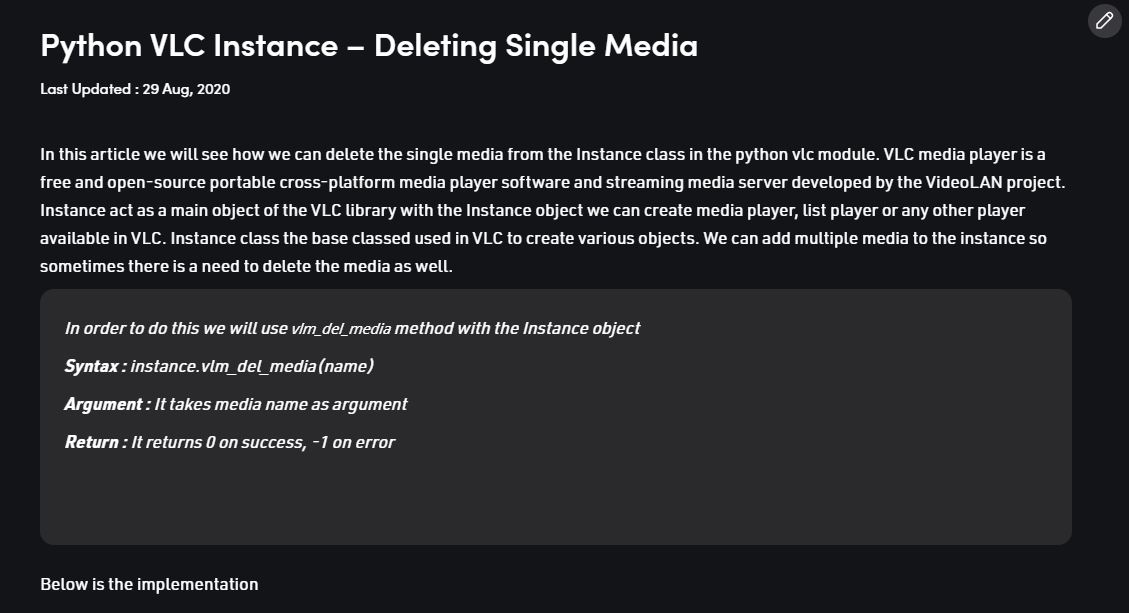 Python VLC Instance – Deleting Single Media
Last Updated : 29 Aug, 2020
In this article we will see how we can delete the single media from the Instance class in the python vlc module. VLC media player is a
free and open-source portable cross-platform media player software and streaming media server developed by the VideoLAN project.
Instance act as a main object of the VLC library with the Instance object we can create media player, list player or any other player
available in VLC. Instance class the base classed used in VLC to create various objects. We can add multiple media to the instance so
sometimes there is a need to delete the media as well.
In order to do this we will use vlm_del_media method with the Instance object
Syntax : instance.vlm_del_media(name)
Argument : It takes media name as argument
Return : It returns 0 on success, -1 on error
Below is the implementation